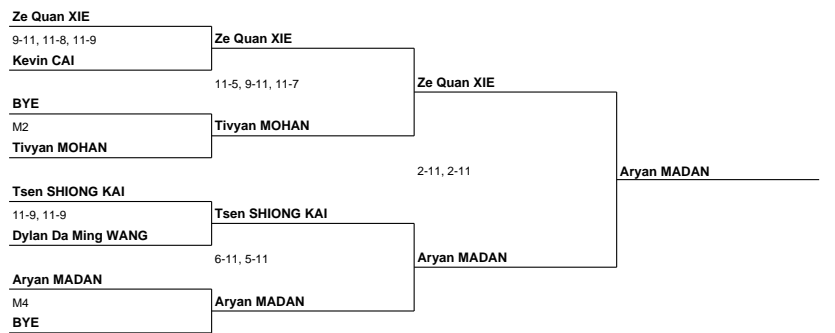 Ze Quan XIE
9-11, 11-8, 11-9
Ze Quan XIE
Kevin CAI
11-5, 9-11, 11-7
Ze Quan XIE
BYE
M2
Tivyan MOHAN
Tivyan MOHAN
2-11, 2-11
Aryan MADAN
Tsen SHIONG KAI
11-9, 11-9
Tsen SHIONG KAI
Dylan Da Ming WANG
6-11, 5-11
Aryan MADAN
Aryan MADAN
M4
Aryan MADAN
BYE